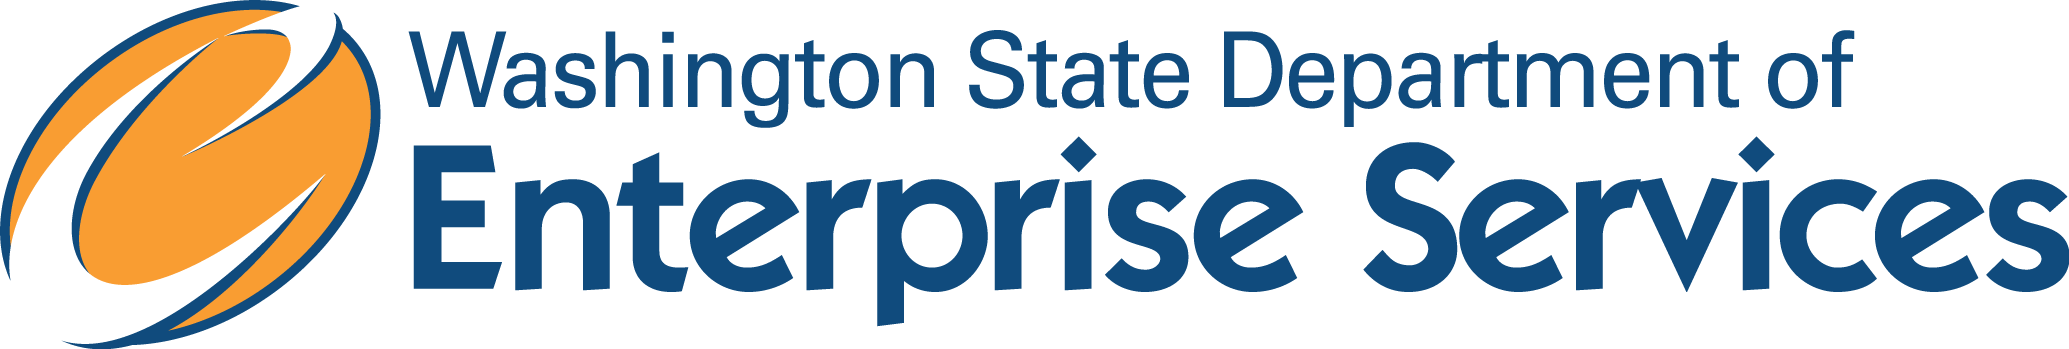 Washington State Department of
Enterprise Services